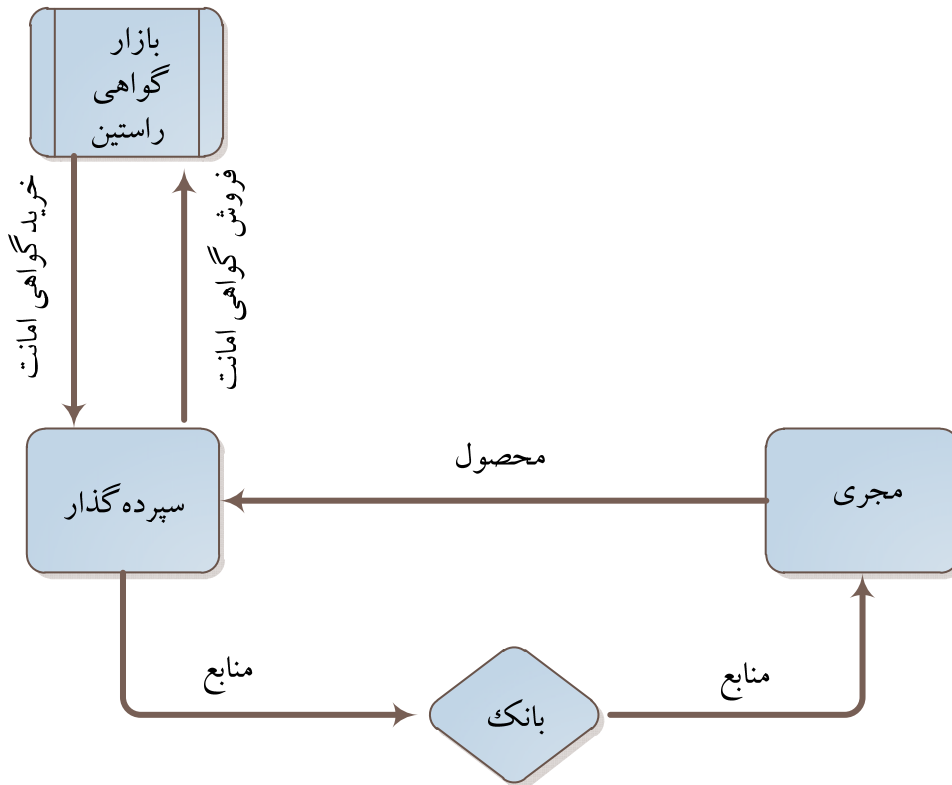 بازار
گواهی
راستین
خرید گواهی امانت
فروش گواهی امانت
محصول
مجری
سپرده‌گذار
منابع
منابع
بانک